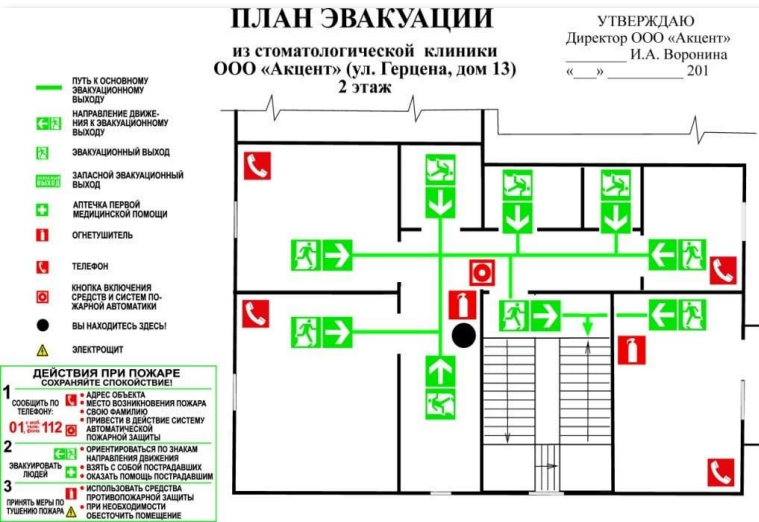 ПЛАН ЭВАКУАЦИИ
из стоматологической клиники
ООО «Акцент» (ул. Герцена, дом 13)
2 этаж
УТВЕРЖДАЮ
Директор ООО «Акцент»
_________ И.А. Воронина
«___» ___________ 201
ПУТЬ К ОСНОВНОМУ
ЭВАКУАЦИОННОМУ
ВЫХОДУ
НАПРАВЛЕНИЕ ДВИЖЕ-
НИЯ К ЭВАКУАЦИОННОМУ
ВЫХОДУ
ЭВАКУАЦИОННЫЙ ВЫХОД
ЗАПАСНОЙ ЭВАКУАЦИОННЫЙ
ВЫХОД
АПТЕЧКА ПЕРВОЙ
МЕДИЦИНСКОЙ ПОМОЩИ
ОГНЕТУШИТЕЛЬ
ТЕЛЕФОН
КНОПКА ВКЛЮЧЕНИЯ
СРЕДСТВ И СИСТЕМ ПО-
ЖАРНОЙ АВТОМАТИКИ
ВЫ НАХОДИТЕСЬ ЗДЕСЬ!
ЭЛЕКТРОЩИТ
ДЕЙСТВИЯ ПРИ ПОЖАРЕ
СОХРАНЯЙТЕ СПОКОЙСТВИЕ!
1
СООБЩИТЬ ПО
ТЕЛЕФОНУ:
01, 112
• АДРЕС ОБЪЕКТА
• МЕСТО ВОЗНИКНОВЕНИЯ ПОЖАРА
• СВОЮ ФАМИЛИЮ
• ПРИВЕСТИ В ДЕЙСТВИЕ СИСТЕМУ
АВТОМАТИЧЕСКОЙ
ПОЖАРНОЙ ЗАЩИТЫ
2
ЭВАКУИРОВАТЬ
ЛЮДЕЙ
• ОРИЕНТИРОВАТЬСЯ ПО ЗНАКАМ
НАПРАВЛЕНИЯ ДВИЖЕНИЯ
• ВЗЯТЬ С СОБОЙ ПОСТРАДАВШИХ
• ОКАЗАТЬ ПОМОЩЬ ПОСТРАДАВШИМ
3
ПРИНЯТЬ МЕРЫ ПО
ТУШЕНИЮ ПОЖАРА
• ИСПОЛЬЗОВАТЬ СРЕДСТВА
ПРОТИВОПОЖАРНОЙ ЗАЩИТЫ
• ПРИ НЕОБХОДИМОСТИ
ОБЕСТОЧИТЬ ПОМЕЩЕНИЕ